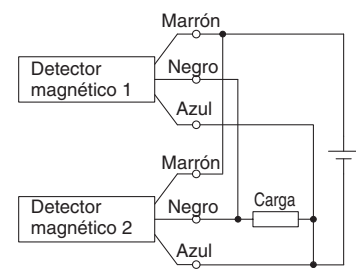 Marrón
Detector
magnético 1
Negro
Azul
Marrón
Detector
magnético 2
Negro
Carga
Azul